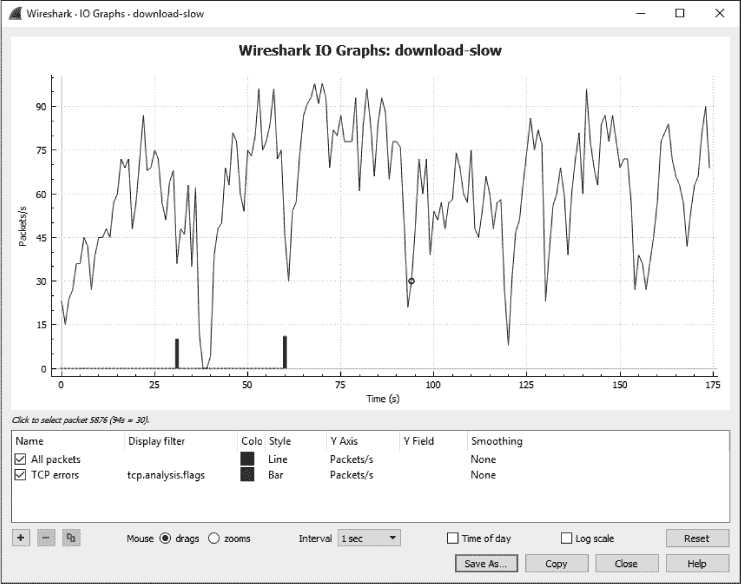 Wireshark · IO Graphs · download-slow
Wireshark IO Graphs: download-slow
Packets/s
90
75
60
45
30
15
0
0 25 50 75 100 125 150 175
Time (s)
Click to select packet 5876 (94s = 30).
Name Display filter Colo Style Y Axis Y Field Smoothing
All packets Line Packets/s None
TCP errors tcp.analysis.flags Bar Packets/s None
+ − Mouse drags zooms Interval 1 sec Time of day Log scale Reset
Save As... Copy Close Help